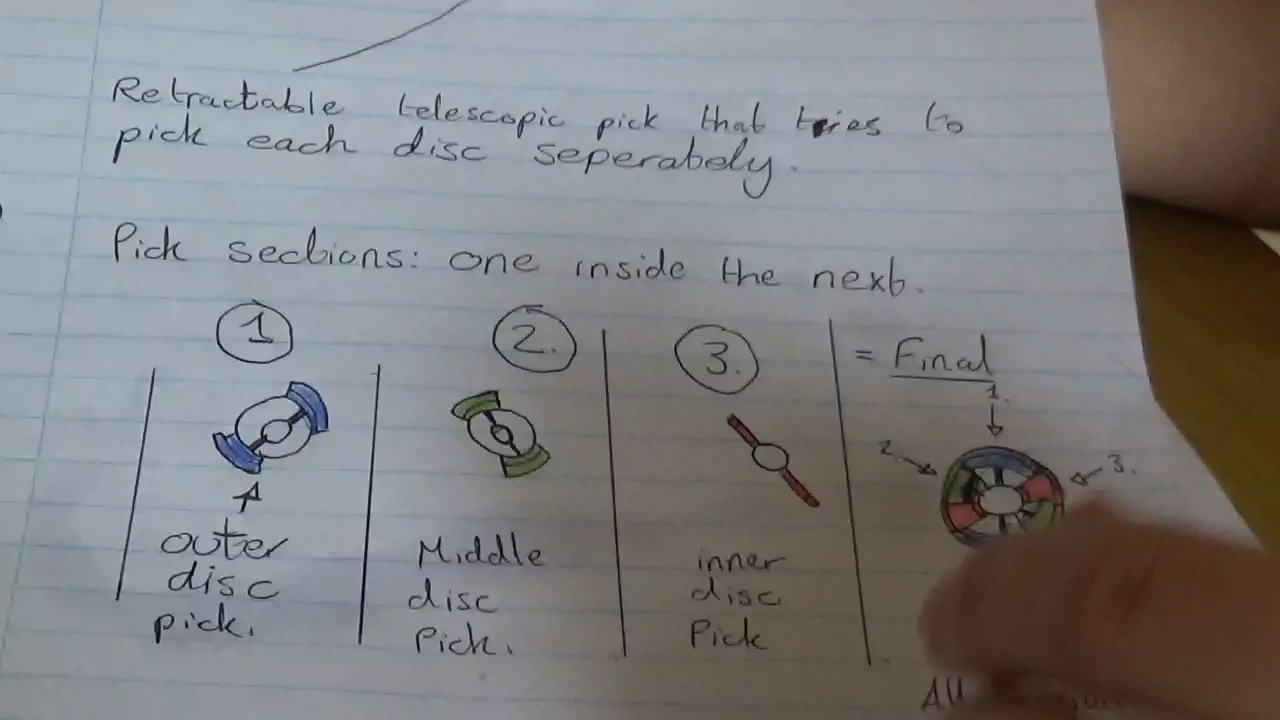 Retractable telescopic pick that tries to
pick each disc seperabely.
Pick sections: one inside the next.
1
2.
3.
= Final
1.
2.
3.
outer
disc
pick.
Middle
disc
Pick.
inner
disc
Pick
All